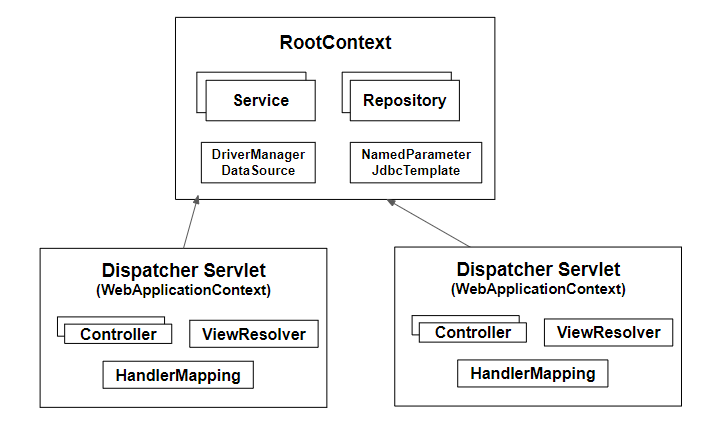 RootContext
Service
Repository
DriverManager
DataSource
NamedParameter
JdbcTemplate
Dispatcher Servlet
(WebApplicationContext)
Controller
ViewResolver
HandlerMapping
Dispatcher Servlet
(WebApplicationContext)
Controller
ViewResolver
HandlerMapping